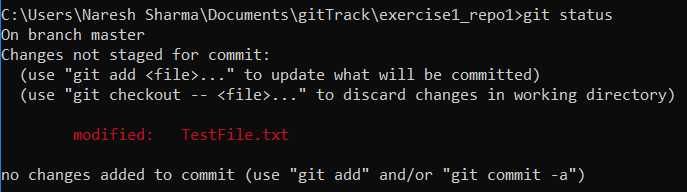 C:\Users\Naresh Sharma\Documents\gitTrack\exercise1_repo1>git status
On branch master
Changes not staged for commit:
  (use "git add <file>..." to update what will be committed)
  (use "git checkout -- <file>..." to discard changes in working directory)
        modified:   TestFile.txt
no changes added to commit (use "git add" and/or "git commit -a")